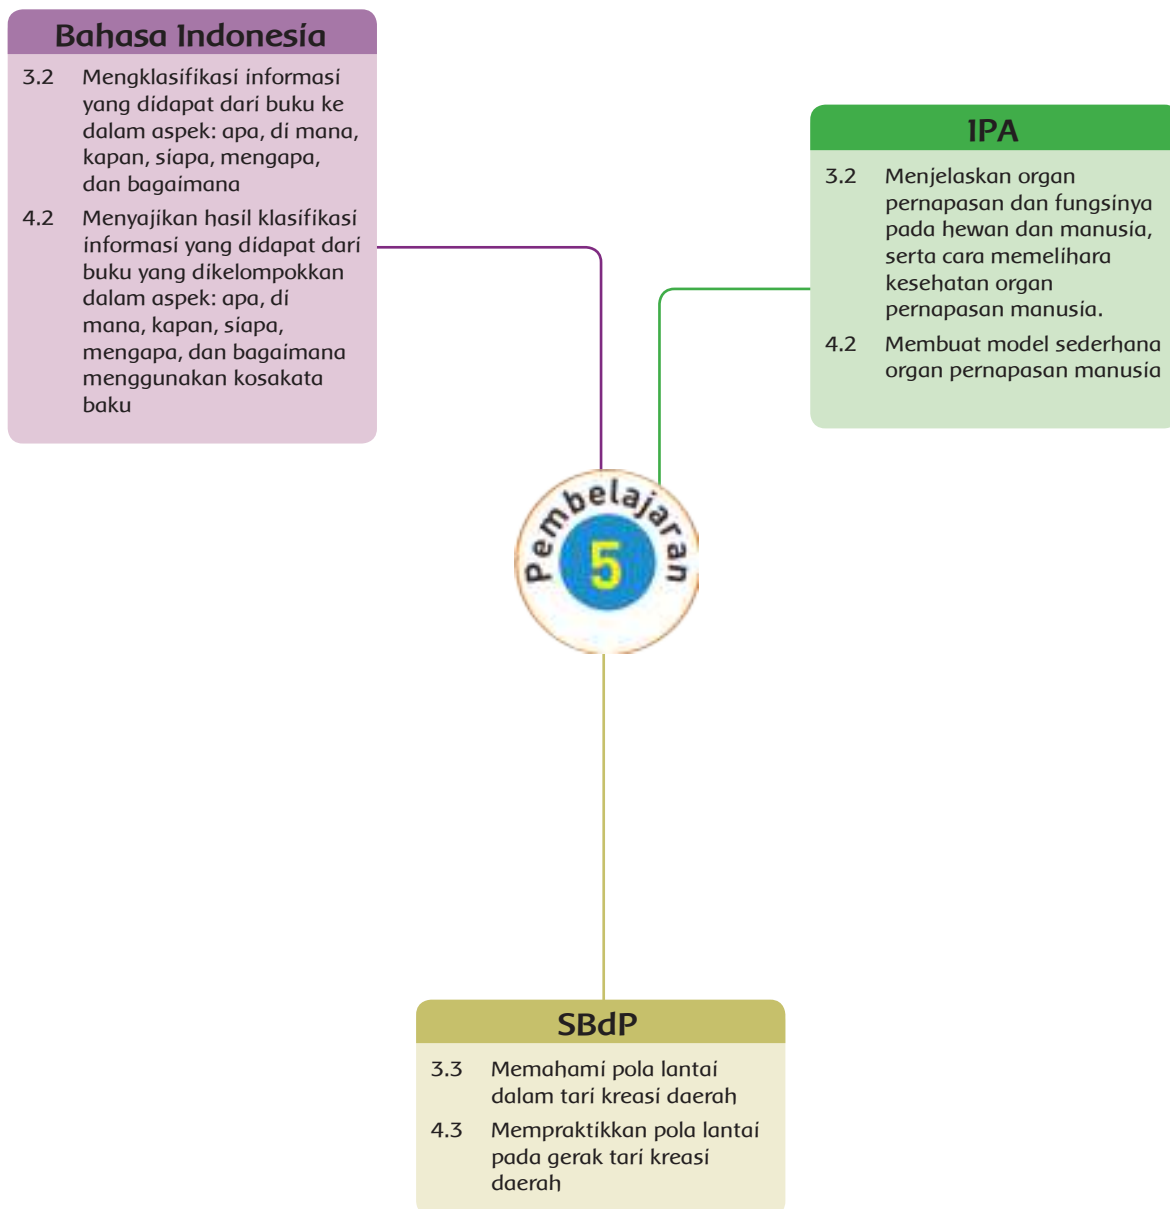 Bahasa Indonesia
3.2 Mengklasifikasi informasi
yang didapat dari buku ke
dalam aspek: apa, di mana,
kapan, siapa, mengapa,
dan bagaimana
4.2 Menyajikan hasil klasifikasi
informasi yang didapat dari
buku yang dikelompokkan
dalam aspek: apa, di
mana, kapan, siapa,
mengapa, dan bagaimana
menggunakan kosakata
baku
IPA
3.2 Menjelaskan organ
pernapasan dan fungsinya
pada hewan dan manusia,
serta cara memelihara
kesehatan organ
pernapasan manusia.
4.2 Membuat model sederhana
organ pernapasan manusia
Pembelajaran
5
SBdP
3.3 Memahami pola lantai
dalam tari kreasi daerah
4.3 Mempraktikkan pola lantai
pada gerak tari kreasi
daerah